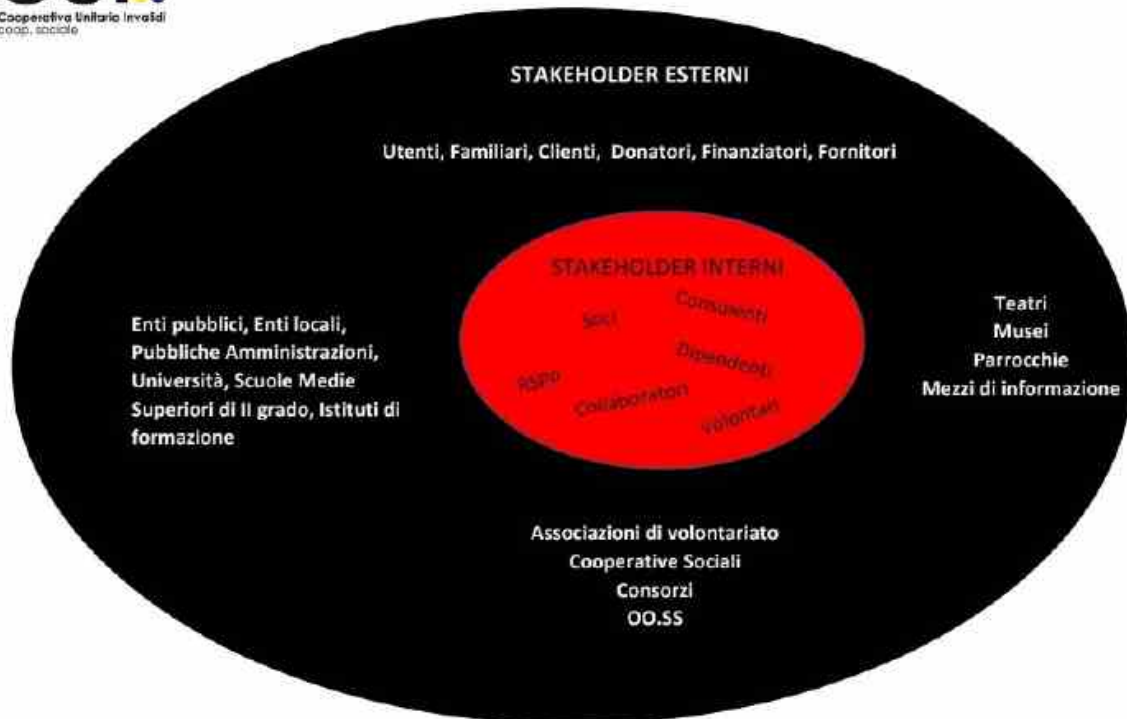 Cooperativa Unitaria Invalidi
coop. sociale
STAKEHOLDER ESTERNI
Utenti, Familiari, Clienti, Donatori, Finanziatori, Fornitori
STAKEHOLDER INTERNI
Consulenti
Soci
Dipendenti
RSPP
Collaboratori
Volontari
Enti pubblici, Enti locali,
Pubbliche Amministrazioni,
Università, Scuole Medie
Superiori di II grado, Istituti di
formazione
Teatri
Musei
Parrocchie
Mezzi di informazione
Associazioni di volontariato
Cooperative Sociali
Consorzi
OO.SS